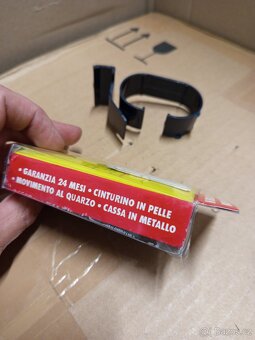 • GARANZIA 24 MESI • CINTURINO IN PELLE
• MOVIMENTO AL QUARZO • CASSA IN METALLO